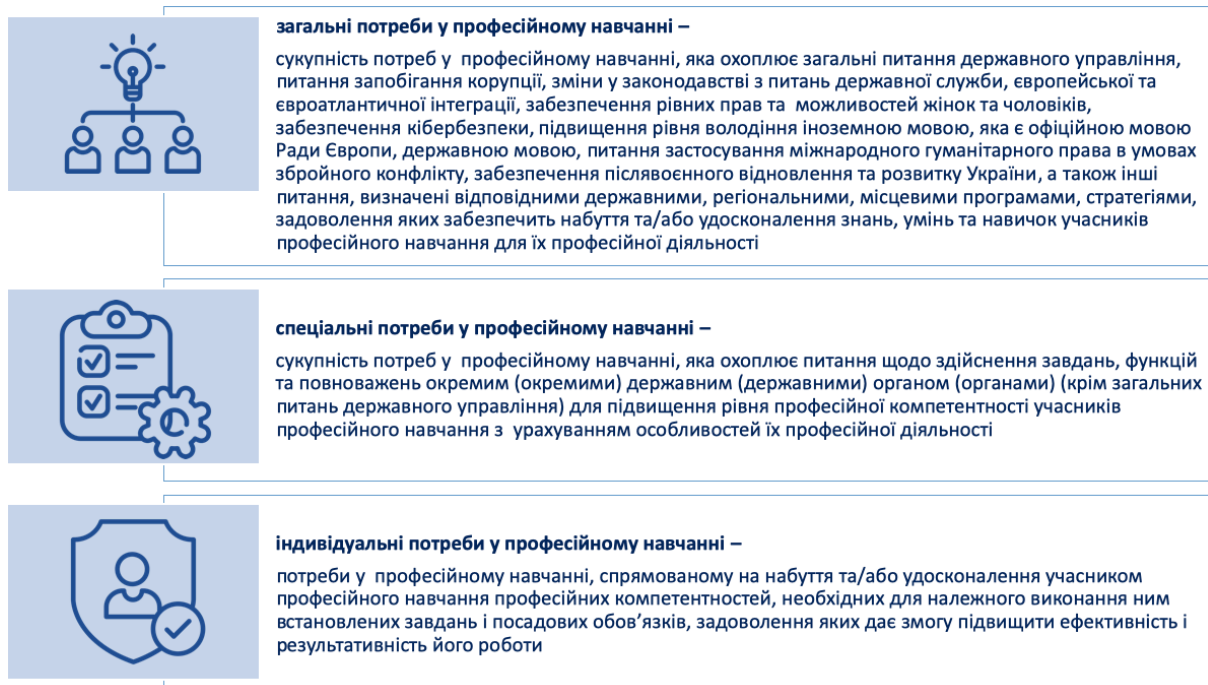 загальні потреби у професійному навчанні –
сукупність потреб у професійному навчанні, яка охоплює загальні питання державного управління,
питання запобігання корупції, зміни у законодавстві з питань державної служби, європейської та
євроатлантичної інтеграції, забезпечення рівних прав та можливостей жінок та чоловіків,
забезпечення кібербезпеки, підвищення рівня володіння іноземною мовою, яка є офіційною мовою
Ради Європи, державною мовою, питання застосування міжнародного гуманітарного права в умовах
збройного конфлікту, забезпечення післявоєнного відновлення та розвитку України, а також інші
питання, визначені відповідними державними, регіональними, місцевими програмами, стратегіями,
задоволення яких забезпечить набуття та/або удосконалення знань, умінь та навичок учасників
професійного навчання для їх професійної діяльності
спеціальні потреби у професійному навчанні –
сукупність потреб у професійному навчанні, яка охоплює питання щодо здійснення завдань, функцій
та повноважень окремим (окремими) державним (державними) органом (органами) (крім загальних
питань державного управління) для підвищення рівня професійної компетентності учасників
професійного навчання з урахуванням особливостей їх професійної діяльності
індивідуальні потреби у професійному навчанні –
потреби у професійному навчанні, спрямованому на набуття та/або удосконалення учасником
професійного навчання професійних компетентностей, необхідних для належного виконання ним
встановлених завдань і посадових обов’язків, задоволення яких дає змогу підвищити ефективність і
результативність його роботи